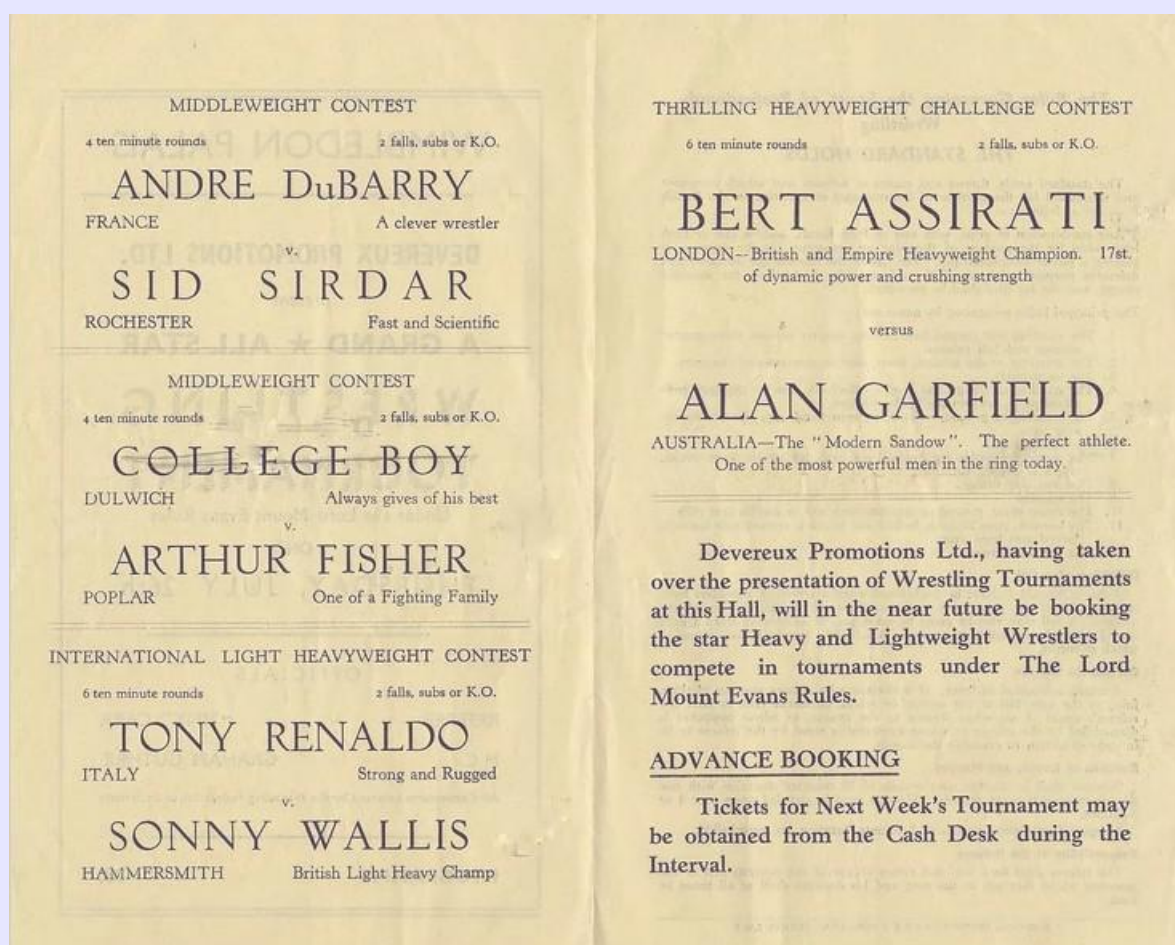 MIDDLEWEIGHT CONTEST
4 ten minute rounds 2 falls, subs or K.O.
ANDRE DuBARRY
FRANCE A clever wrestler
v.
SID SIRDAR
ROCHESTER Fast and Scientific
MIDDLEWEIGHT CONTEST
4 ten minute rounds 2 falls, subs or K.O.
COLLEGE BOY
DULWICH Always gives of his best
v.
ARTHUR FISHER
POPLAR One of a Fighting Family
INTERNATIONAL LIGHT HEAVYWEIGHT CONTEST
6 ten minute rounds 2 falls, subs or K.O.
TONY RENALDO
ITALY Strong and Rugged
v.
SONNY WALLIS
HAMMERSMITH British Light Heavy Champ
THRILLING HEAVYWEIGHT CHALLENGE CONTEST
6 ten minute rounds 2 falls, subs or K.O.
BERT ASSIRATI
LONDON--British and Empire Heavyweight Champion. 17st.
of dynamic power and crushing strength
versus
ALAN GARFIELD
AUSTRALIA—The "Modern Sandow". The perfect athlete.
One of the most powerful men in the ring today.
Devereux Promotions Ltd., having taken
over the presentation of Wrestling Tournaments
at this Hall, will in the near future be booking
the star Heavy and Lightweight Wrestlers to
compete in tournaments under The Lord
Mount Evans Rules.
ADVANCE BOOKING
Tickets for Next Week's Tournament may
be obtained from the Cash Desk during the
Interval.